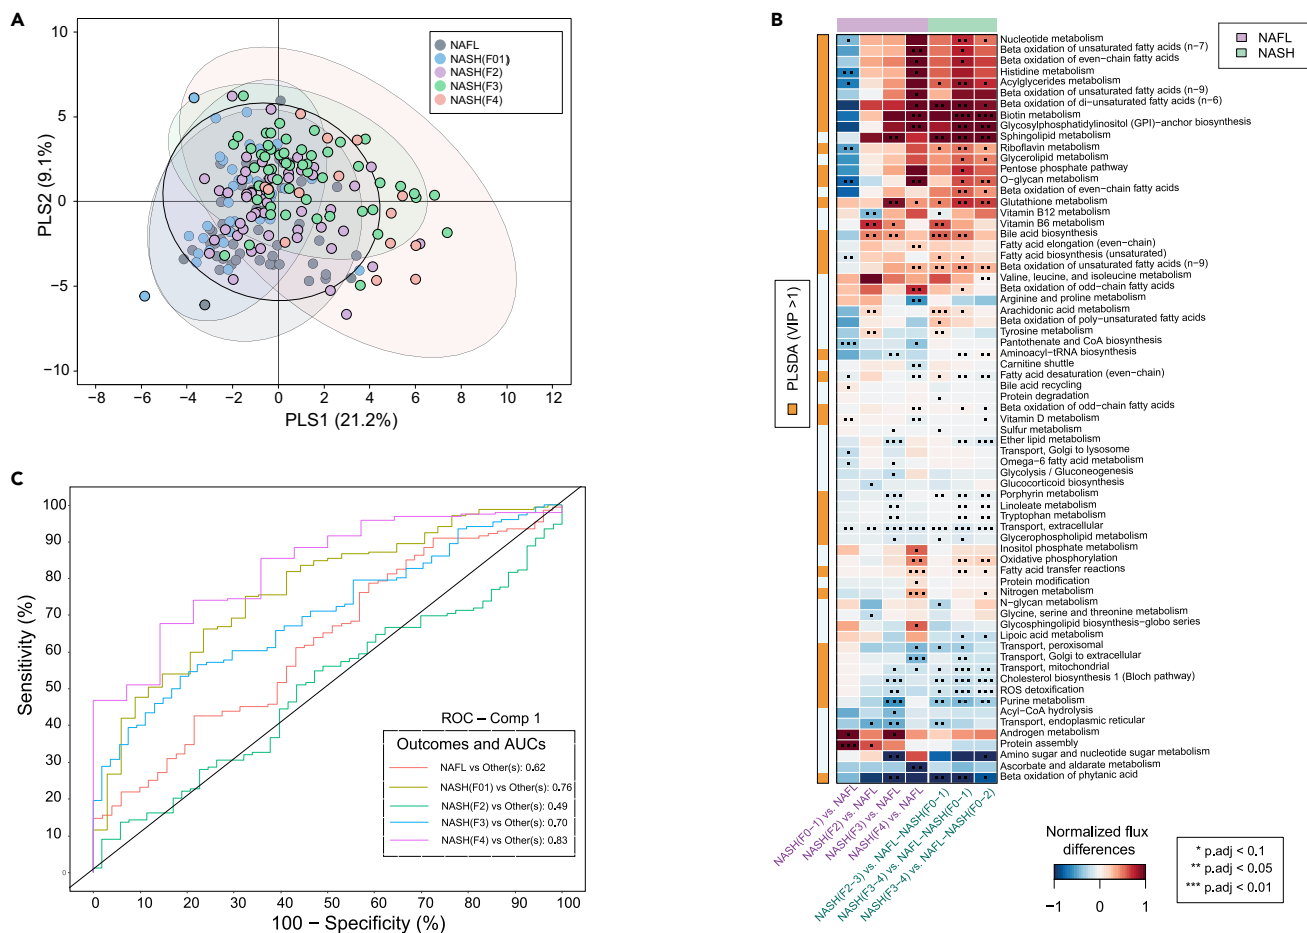 A
10
5
0
−5
−10
PLS2 (9.1%)
−8
−6
−4
−2
0
2
4
6
8
10
12
PLS1 (21.2%)
NAFL
NASH(F01)
NASH(F2)
NASH(F3)
NASH(F4)
B
NAFL
NASH
PLSDA (VIP >1)
Nucleotide metabolism
Beta oxidation of unsaturated fatty acids (n−7)
Beta oxidation of even−chain fatty acids
Histidine metabolism
Acylglycerides metabolism
Beta oxidation of unsaturated fatty acids (n−9)
Beta oxidation of di−unsaturated fatty acids (n−6)
Biotin metabolism
Glycosylphosphatidylinositol (GPI)−anchor biosynthesis
Sphingolipid metabolism
Riboflavin metabolism
Glycerolipid metabolism
Pentose phosphate pathway
O−glycan metabolism
Beta oxidation of even−chain fatty acids
Glutathione metabolism
Vitamin B12 metabolism
Vitamin B6 metabolism
Bile acid biosynthesis
Fatty acid elongation (even−chain)
Fatty acid biosynthesis (unsaturated)
Beta oxidation of unsaturated fatty acids (n−9)
Valine, leucine, and isoleucine metabolism
Beta oxidation of odd−chain fatty acids
Arginine and proline metabolism
Arachidonic acid metabolism
Beta oxidation of poly−unsaturated fatty acids
Tyrosine metabolism
Pantothenate and CoA biosynthesis
Aminoacyl−tRNA biosynthesis
Carnitine shuttle
Fatty acid desaturation (even−chain)
Bile acid recycling
Protein degradation
Beta oxidation of odd−chain fatty acids
Vitamin D metabolism
Sulfur metabolism
Ether lipid metabolism
Transport, Golgi to lysosome
Omega−6 fatty acid metabolism
Glycolysis / Gluconeogenesis
Glucocorticoid biosynthesis
Porphyrin metabolism
Linoleate metabolism
Tryptophan metabolism
Transport, extracellular
Glycerophospholipid metabolism
Inositol phosphate metabolism
Oxidative phosphorylation
Fatty acid transfer reactions
Protein modification
Nitrogen metabolism
N−glycan metabolism
Glycine, serine and threonine metabolism
Glycosphingolipid biosynthesis−globo series
Lipoic acid metabolism
Transport, peroxisomal
Transport, Golgi to extracellular
Transport, mitochondrial
Cholesterol biosynthesis 1 (Bloch pathway)
ROS detoxification
Purine metabolism
Acyl−CoA hydrolysis
Transport, endoplasmic reticular
Androgen metabolism
Protein assembly
Amino sugar and nucleotide sugar metabolism
Ascorbate and aldarate metabolism
Beta oxidation of phytanic acid
NASH(F0−1) vs. NAFL
NASH(F2) vs. NAFL
NASH(F3) vs. NAFL
NASH(F4) vs. NAFL
NASH(F2−3) vs. NAFL−NASH(F0−1)
NASH(F3−4) vs. NAFL−NASH(F0−1)
NASH(F3−4) vs. NAFL−NASH(F0−2)
Normalized flux
differences
−1
0
1
* p.adj < 0.1
** p.adj < 0.05
*** p.adj < 0.01
C
100
90
80
70
60
50
40
30
20
10
0
Sensitivity (%)
0
10
20
30
40
50
60
70
80
90
100
100 − Specificity (%)
ROC − Comp 1
Outcomes and AUCs
NAFL vs Other(s): 0.62
NASH(F01) vs Other(s): 0.76
NASH(F2) vs Other(s): 0.49
NASH(F3) vs Other(s): 0.70
NASH(F4) vs Other(s): 0.83